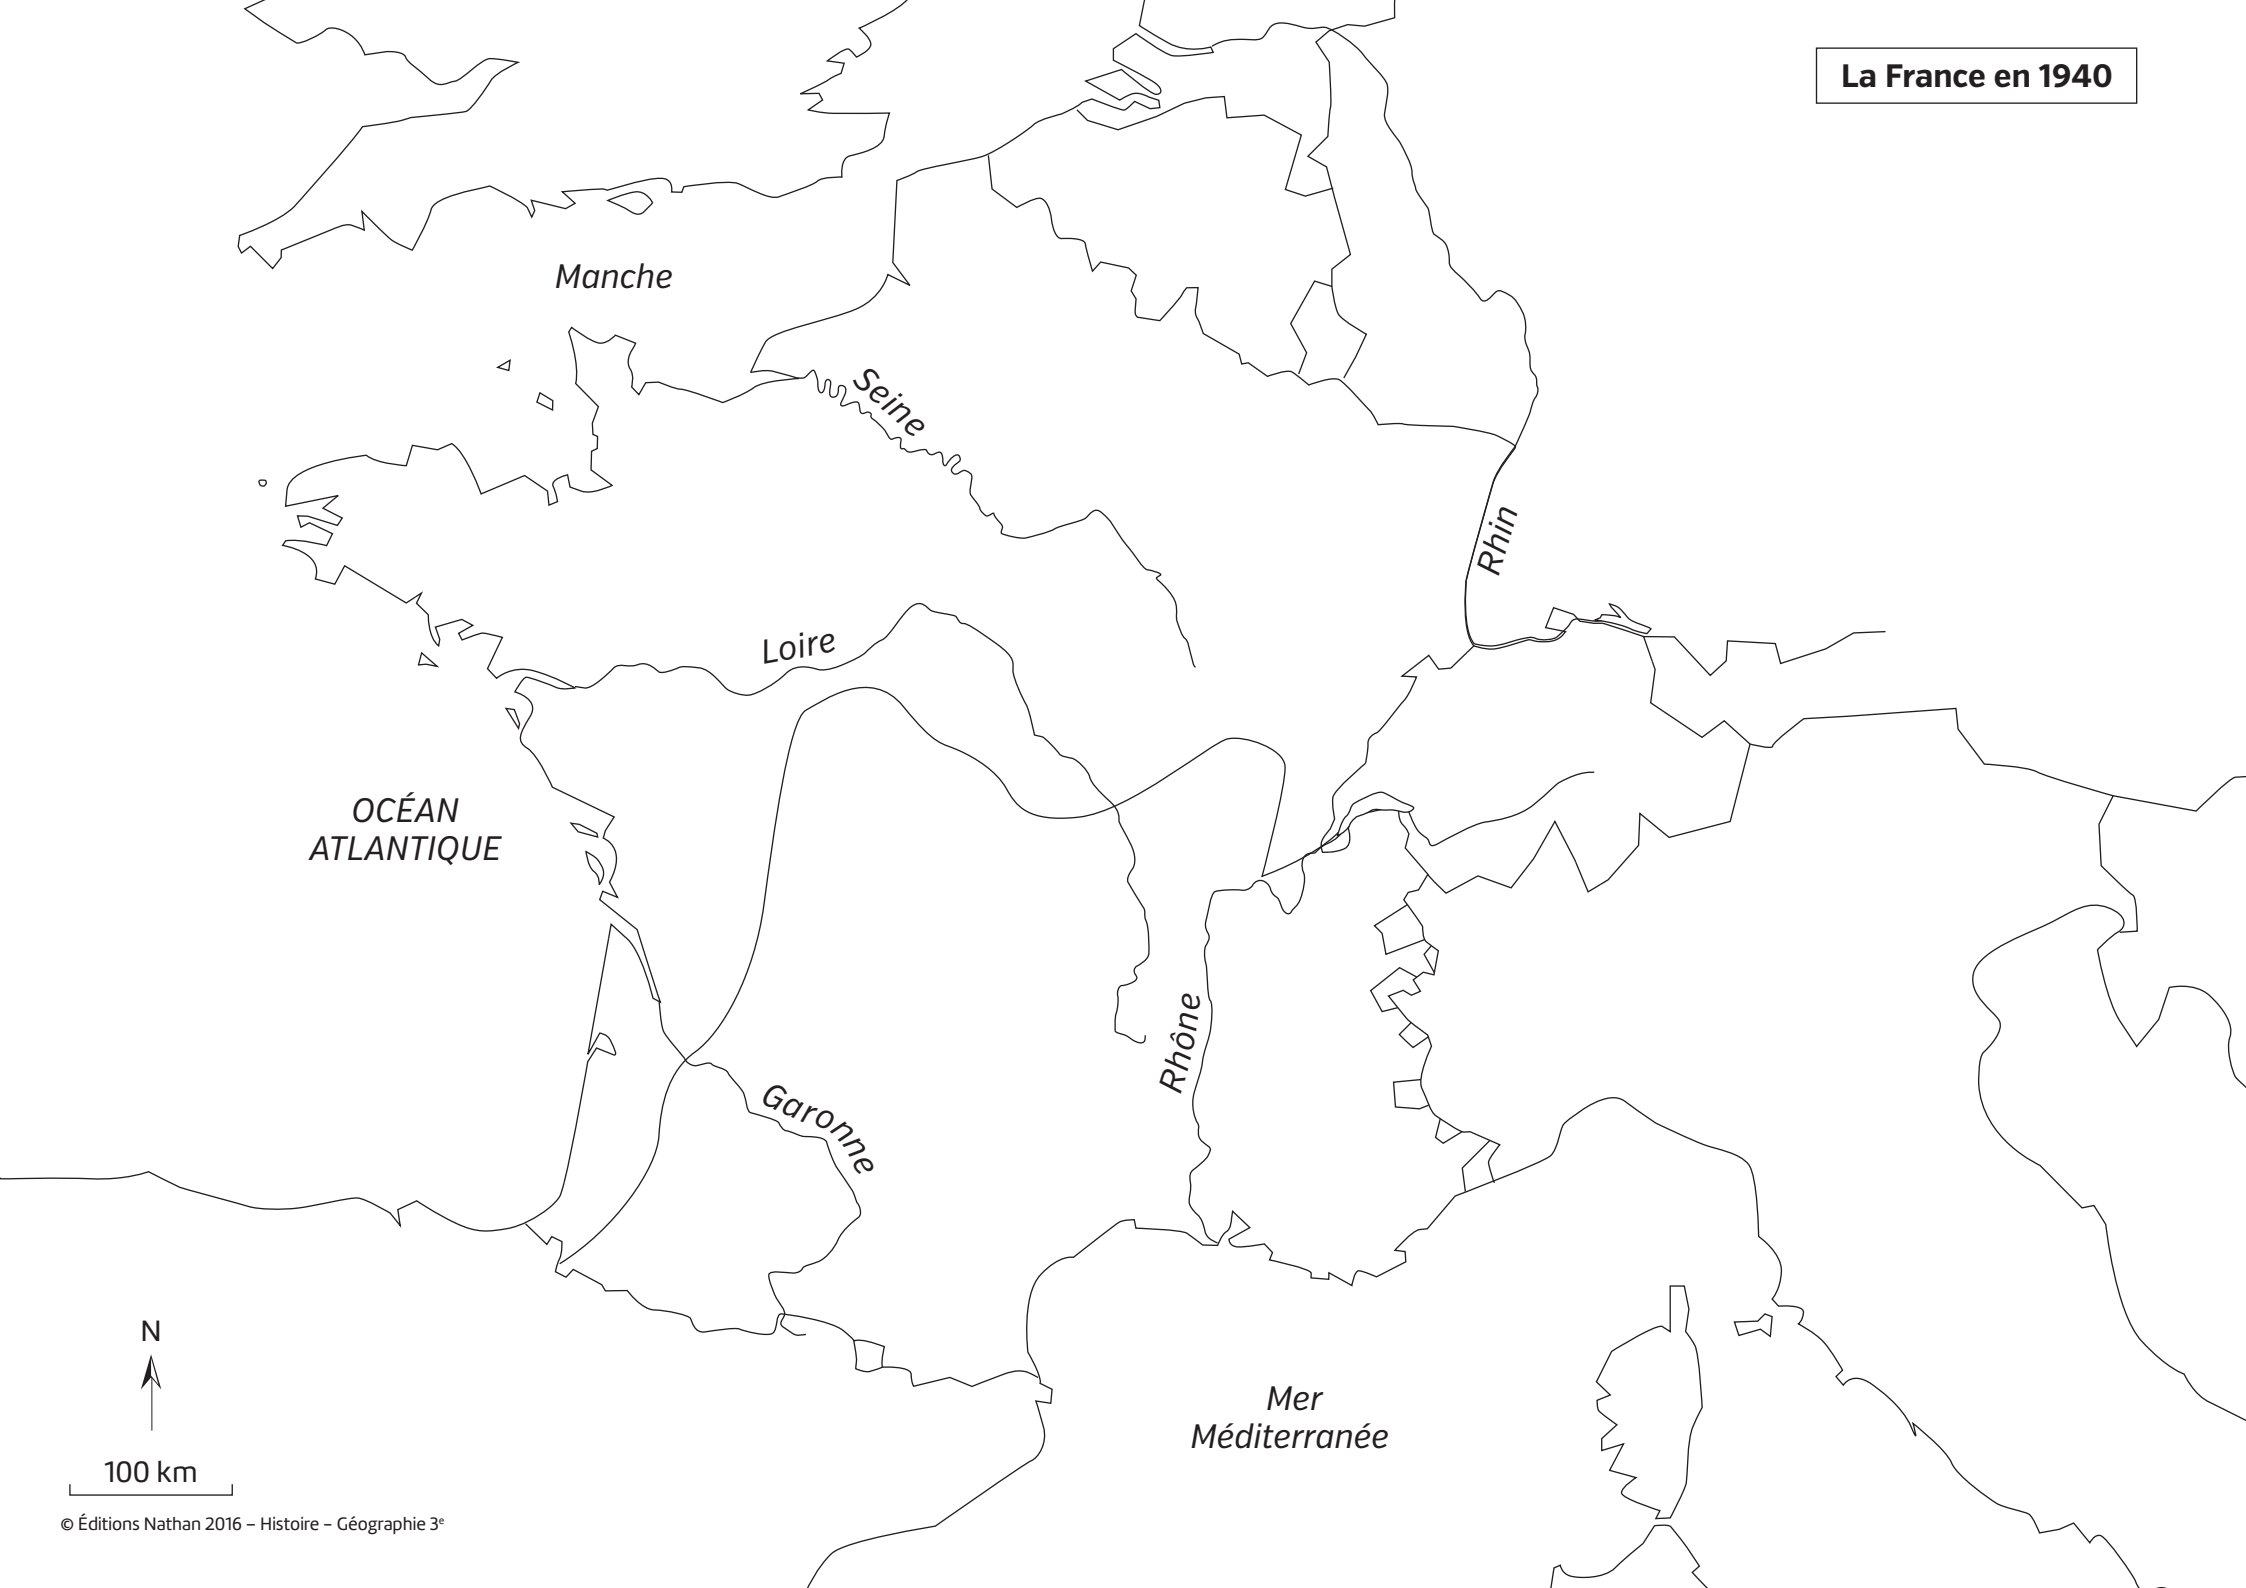 La France en 1940
Manche
Seine
Rhin
Loire
OCÉAN
ATLANTIQUE
Rhône
Garonne
N
Mer
Méditerranée
100 km
© Éditions Nathan 2016 – Histoire – Géographie 3e